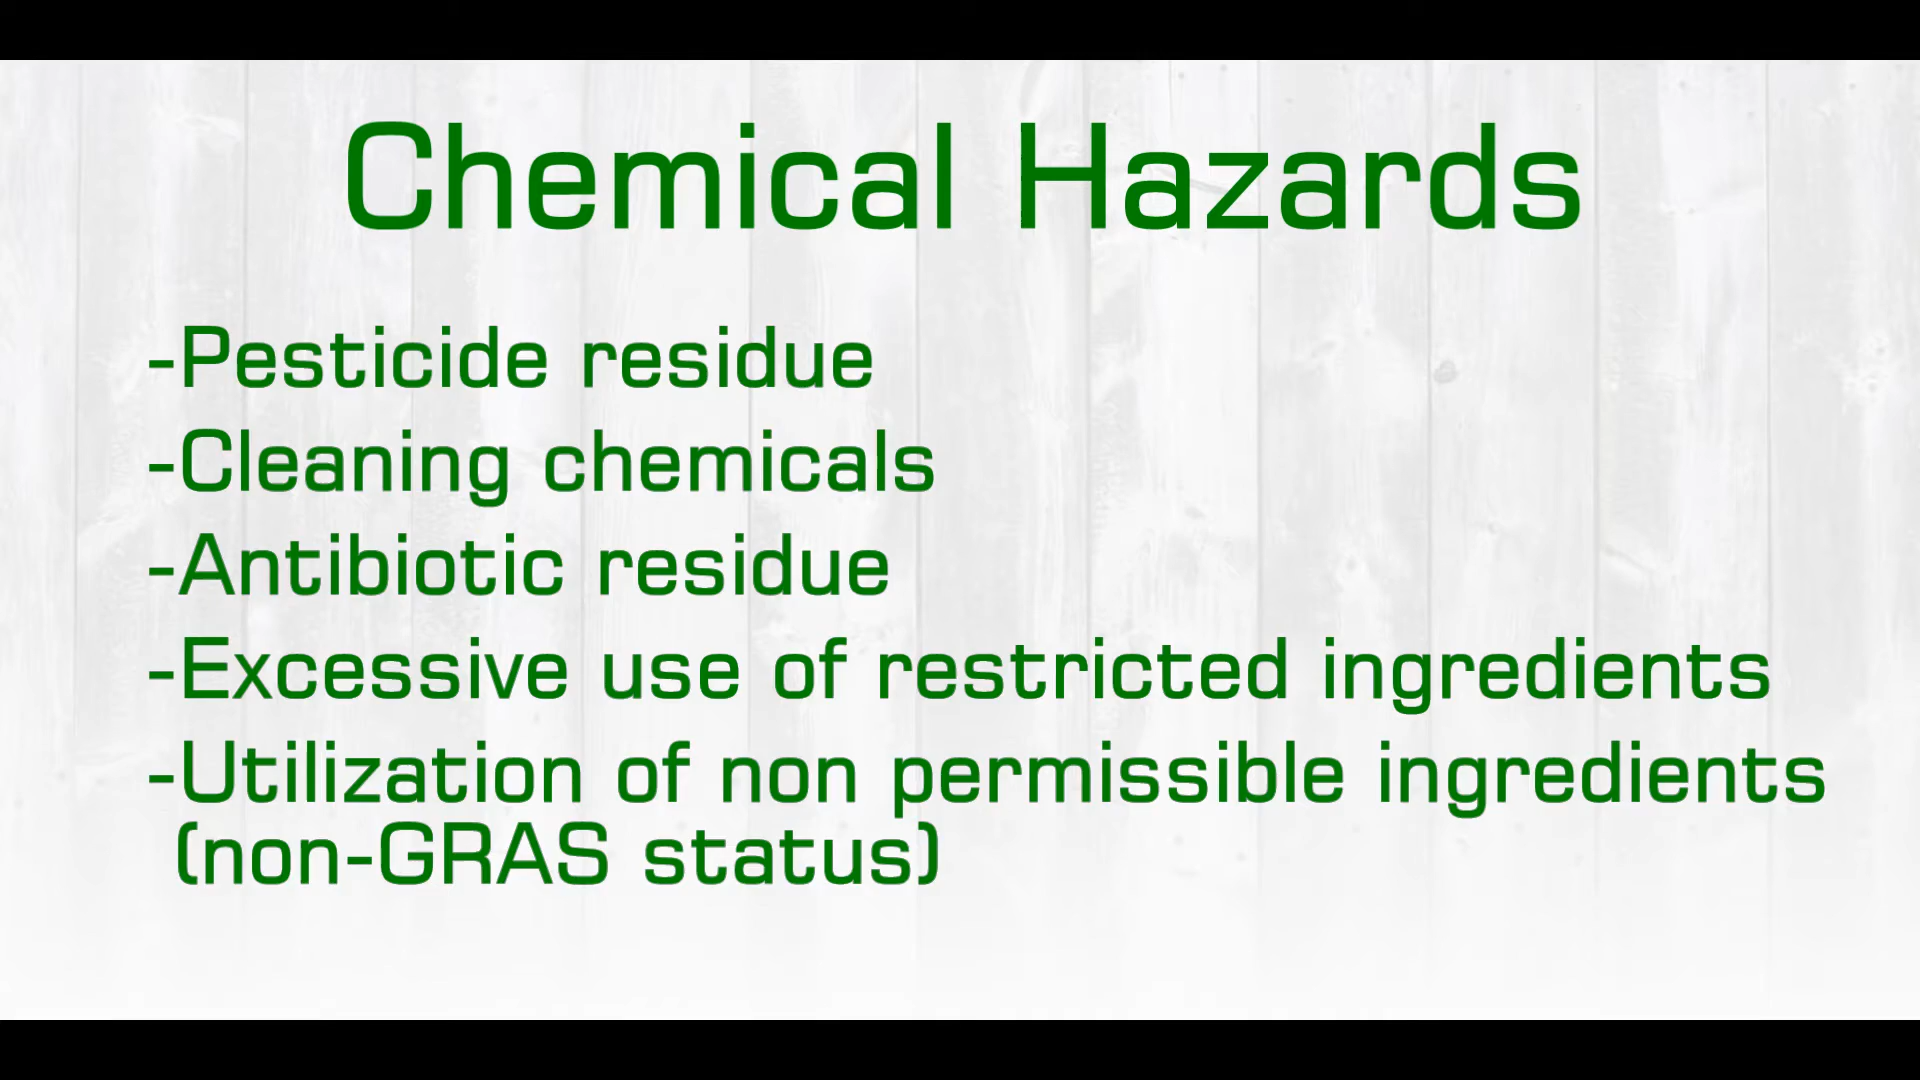 Chemical Hazards
-Pesticide residue
-Cleaning chemicals
-Antibiotic residue
-Excessive use of restricted ingredients
-Utilization of non permissible ingredients
(non-GRAS status)